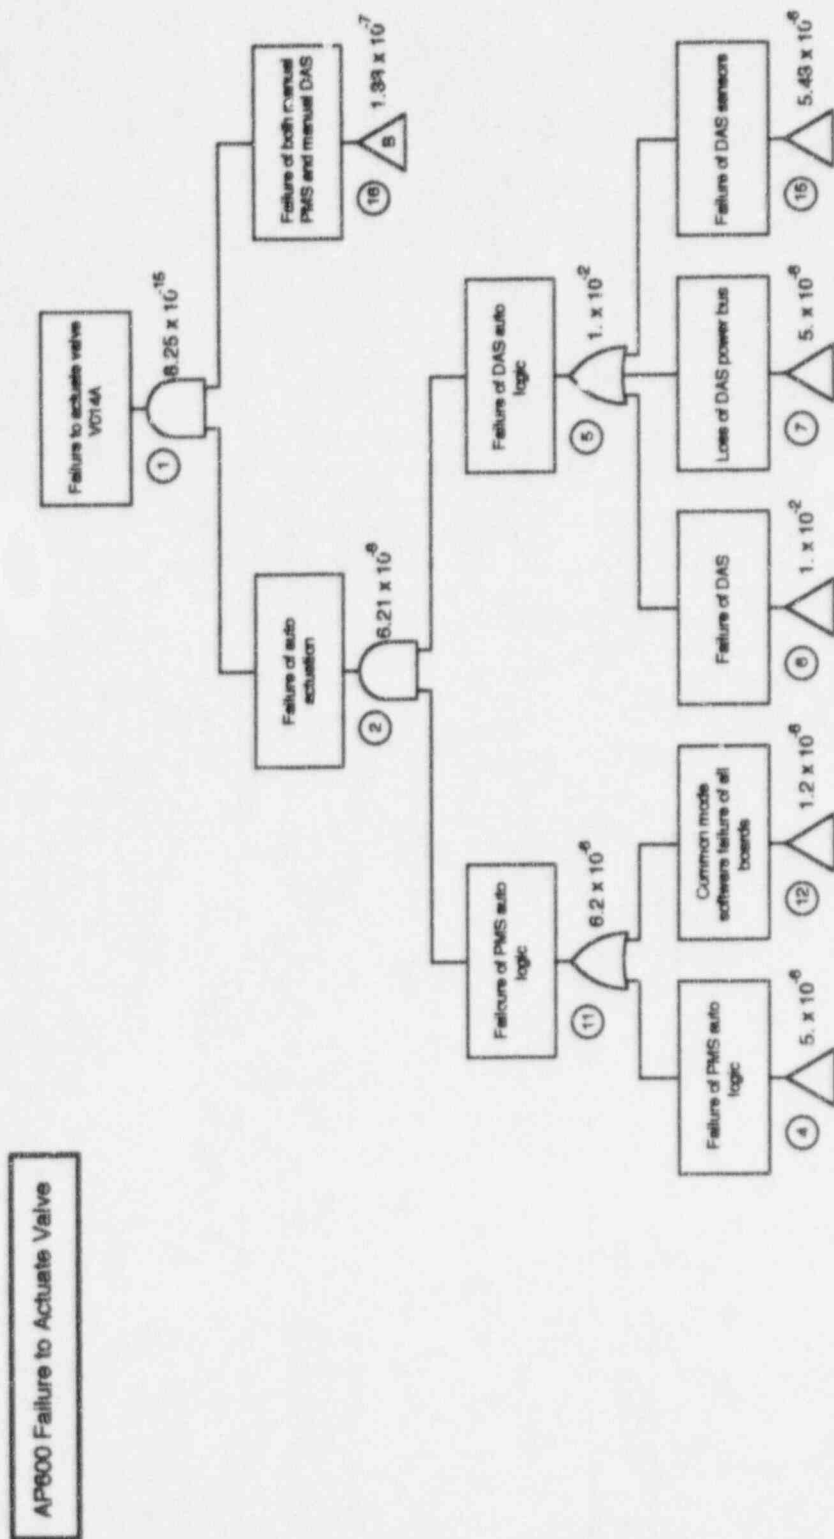 AP600 Failure to Actuate Valve
Failure to actuate valve
V014A
1
8.25 x 10^-15
Failure of auto
actuation
2
6.21 x 10^-8
Failure of both manual
PMS and manual DAS
16
B
1.38 x 10^-7
Failcure of PMS auto
logic
11
6.2 x 10^-6
Failure of DAS auto
logic
5
1. x 10^-2
Failure of PMS auto
logic
4
5. x 10^-6
Common mode
software failure of all
boards
12
1.2 x 10^-6
Failure of DAS
6
1. x 10^-2
Loss of DAS power bus
7
5. x 10^-6
Failure of DAS sensors
15
5.43 x 10^-6